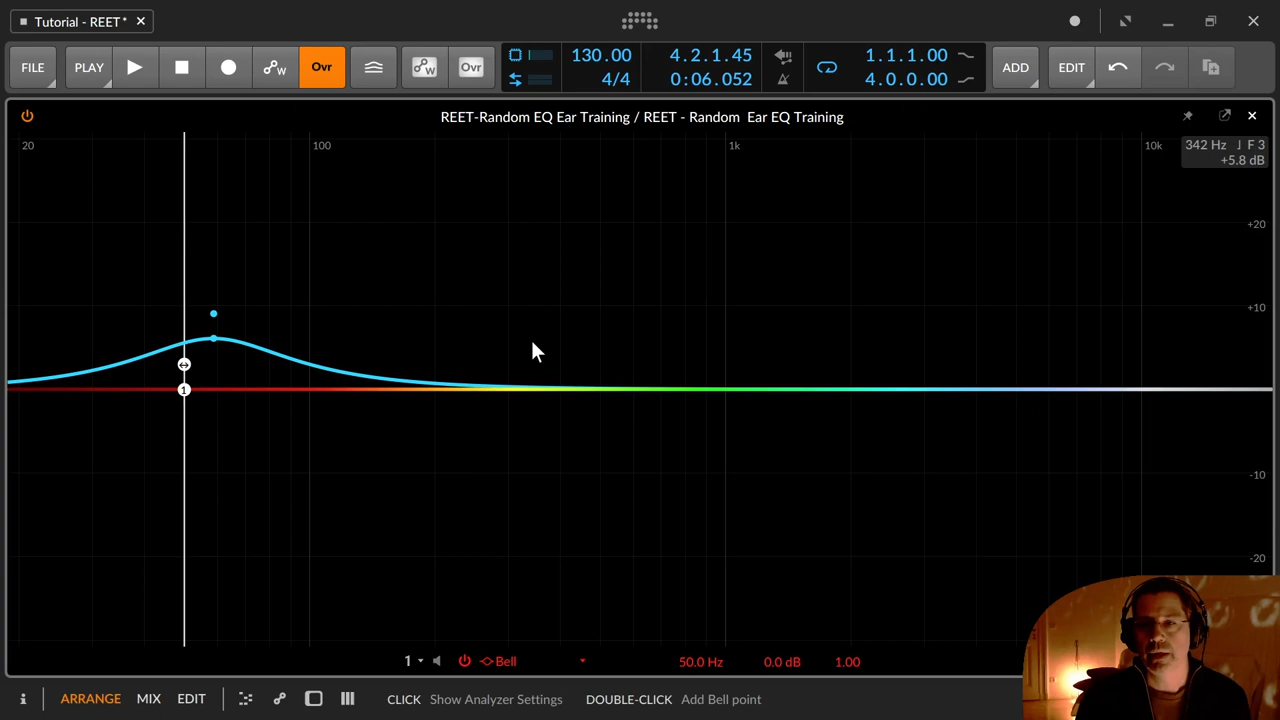 Tutorial - REET*
FILE PLAY Ovr Ovr 130.00 4/4 4.2.1.45 0:06.052 1.1.1.00 4.0.0.00 ADD EDIT
REET-Random EQ Ear Training / REET - Random  Ear EQ Training
20 100 1k 10k
342 Hz ♩ F 3
+5.8 dB
+20
+10
1
-10
-20
1 Bell 50.0 Hz 0.0 dB 1.00
ARRANGE MIX EDIT CLICK Show Analyzer Settings DOUBLE-CLICK Add Bell point